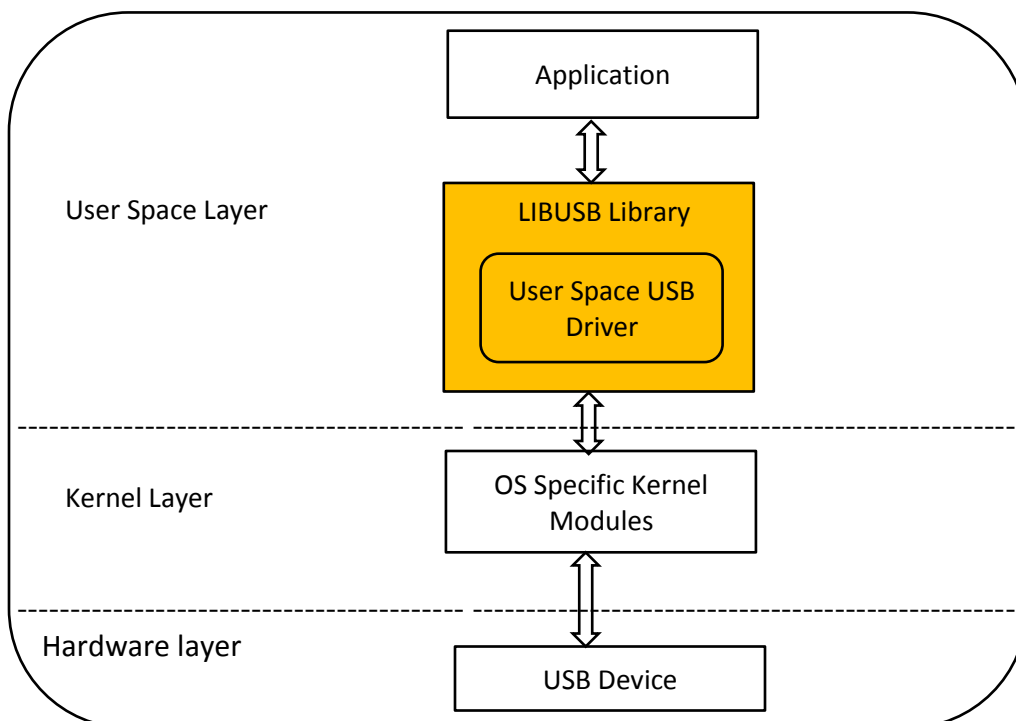 Application
User Space Layer
LIBUSB Library
User Space USB
Driver
Kernel Layer
OS Specific Kernel
Modules
Hardware layer
USB Device